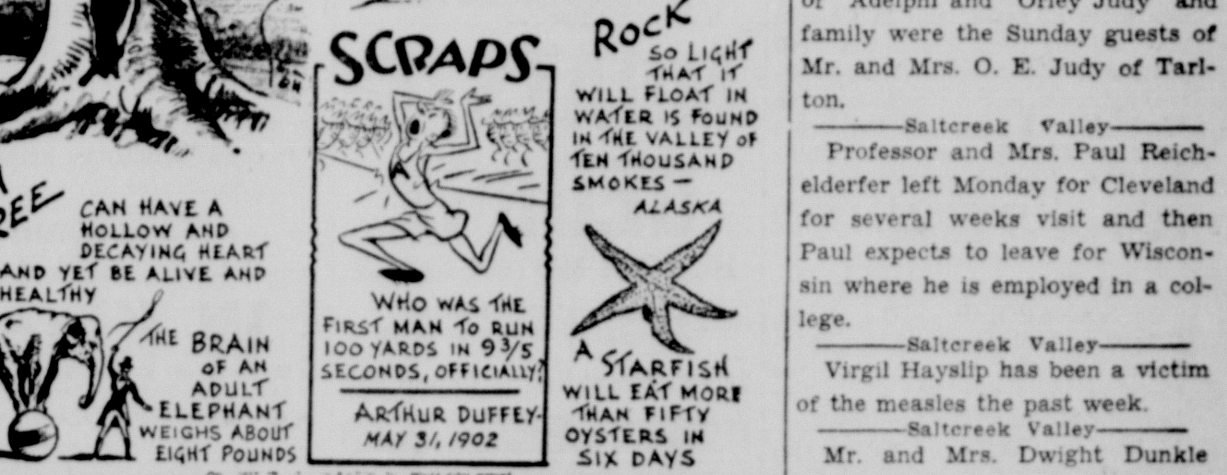 SCRAPS
CAN HAVE A
HOLLOW AND
DECAYING HEART
AND YET BE ALIVE AND
HEALTHY
THE BRAIN
OF AN
ADULT
ELEPHANT
WEIGHS ABOUT
EIGHT POUNDS
WHO WAS THE
FIRST MAN TO RUN
100 YARDS IN 9 3/5
SECONDS, OFFICIALLY?
ARTHUR DUFFEY-
MAY 31, 1902
ROCK
SO LIGHT
THAT IT
WILL FLOAT IN
WATER IS FOUND
IN THE VALLEY OF
TEN THOUSAND
SMOKES —
ALASKA
A STARFISH
WILL EAT MORE
THAN FIFTY
OYSTERS IN
SIX DAYS
of Adelphi and Orley Judy and
family were the Sunday guests of
Mr. and Mrs. O. E. Judy of Tarl-
ton.
Saltcreek Valley
Professor and Mrs. Paul Reich-
elderfer left Monday for Cleveland
for several weeks visit and then
Paul expects to leave for Wiscon-
sin where he is employed in a col-
lege.
Saltcreek Valley
Virgil Hayslip has been a victim
of the measles the past week.
Saltcreek Valley
Mr. and Mrs. Dwight Dunkle